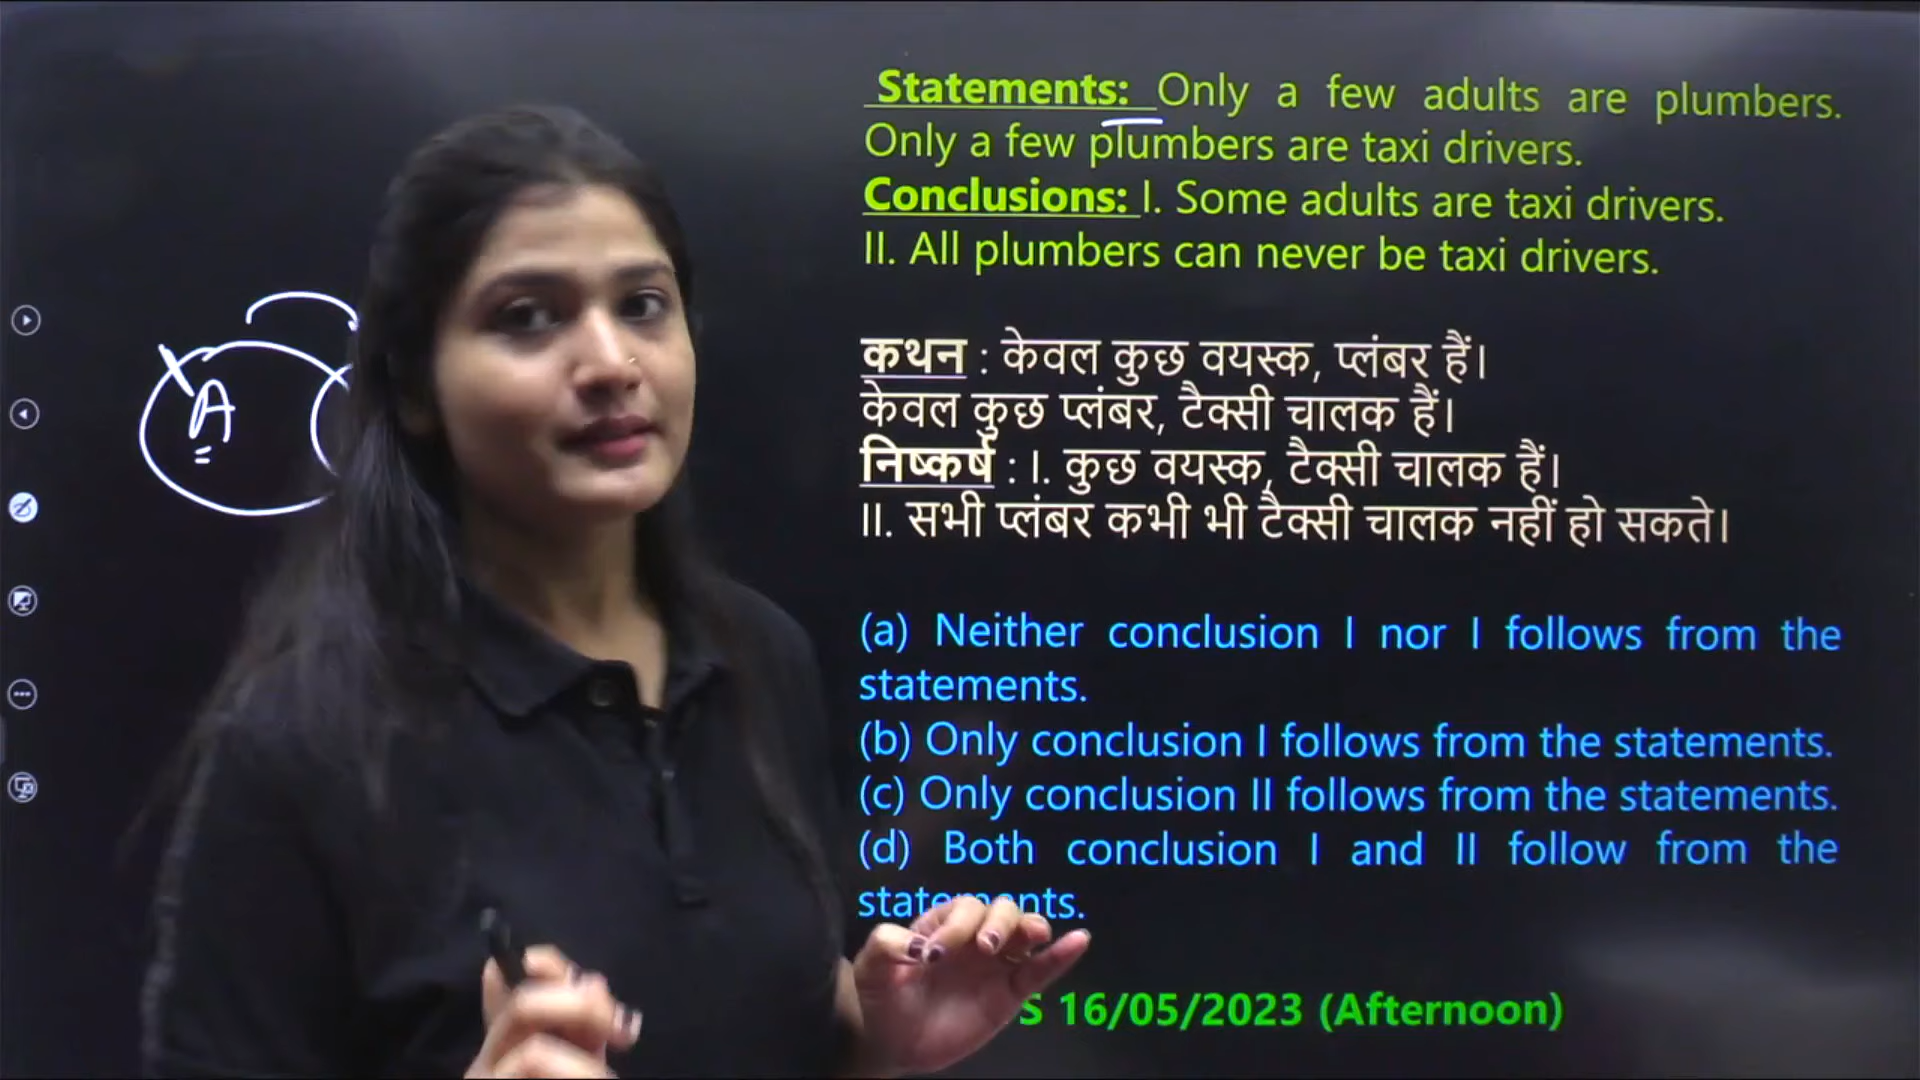 A
Statements: Only a few adults are plumbers.
Only a few plumbers are taxi drivers.
Conclusions: I. Some adults are taxi drivers.
II. All plumbers can never be taxi drivers.
कथन : केवल कुछ वयस्क, प्लंबर हैं।
केवल कुछ प्लंबर, टैक्सी चालक हैं।
निष्कर्ष : I. कुछ वयस्क, टैक्सी चालक हैं।
II. सभी प्लंबर कभी भी टैक्सी चालक नहीं हो सकते।
(a) Neither conclusion I nor I follows from the
statements.
(b) Only conclusion I follows from the statements.
(c) Only conclusion II follows from the statements.
(d) Both conclusion I and II follow from the
statements.
16/05/2023 (Afternoon)